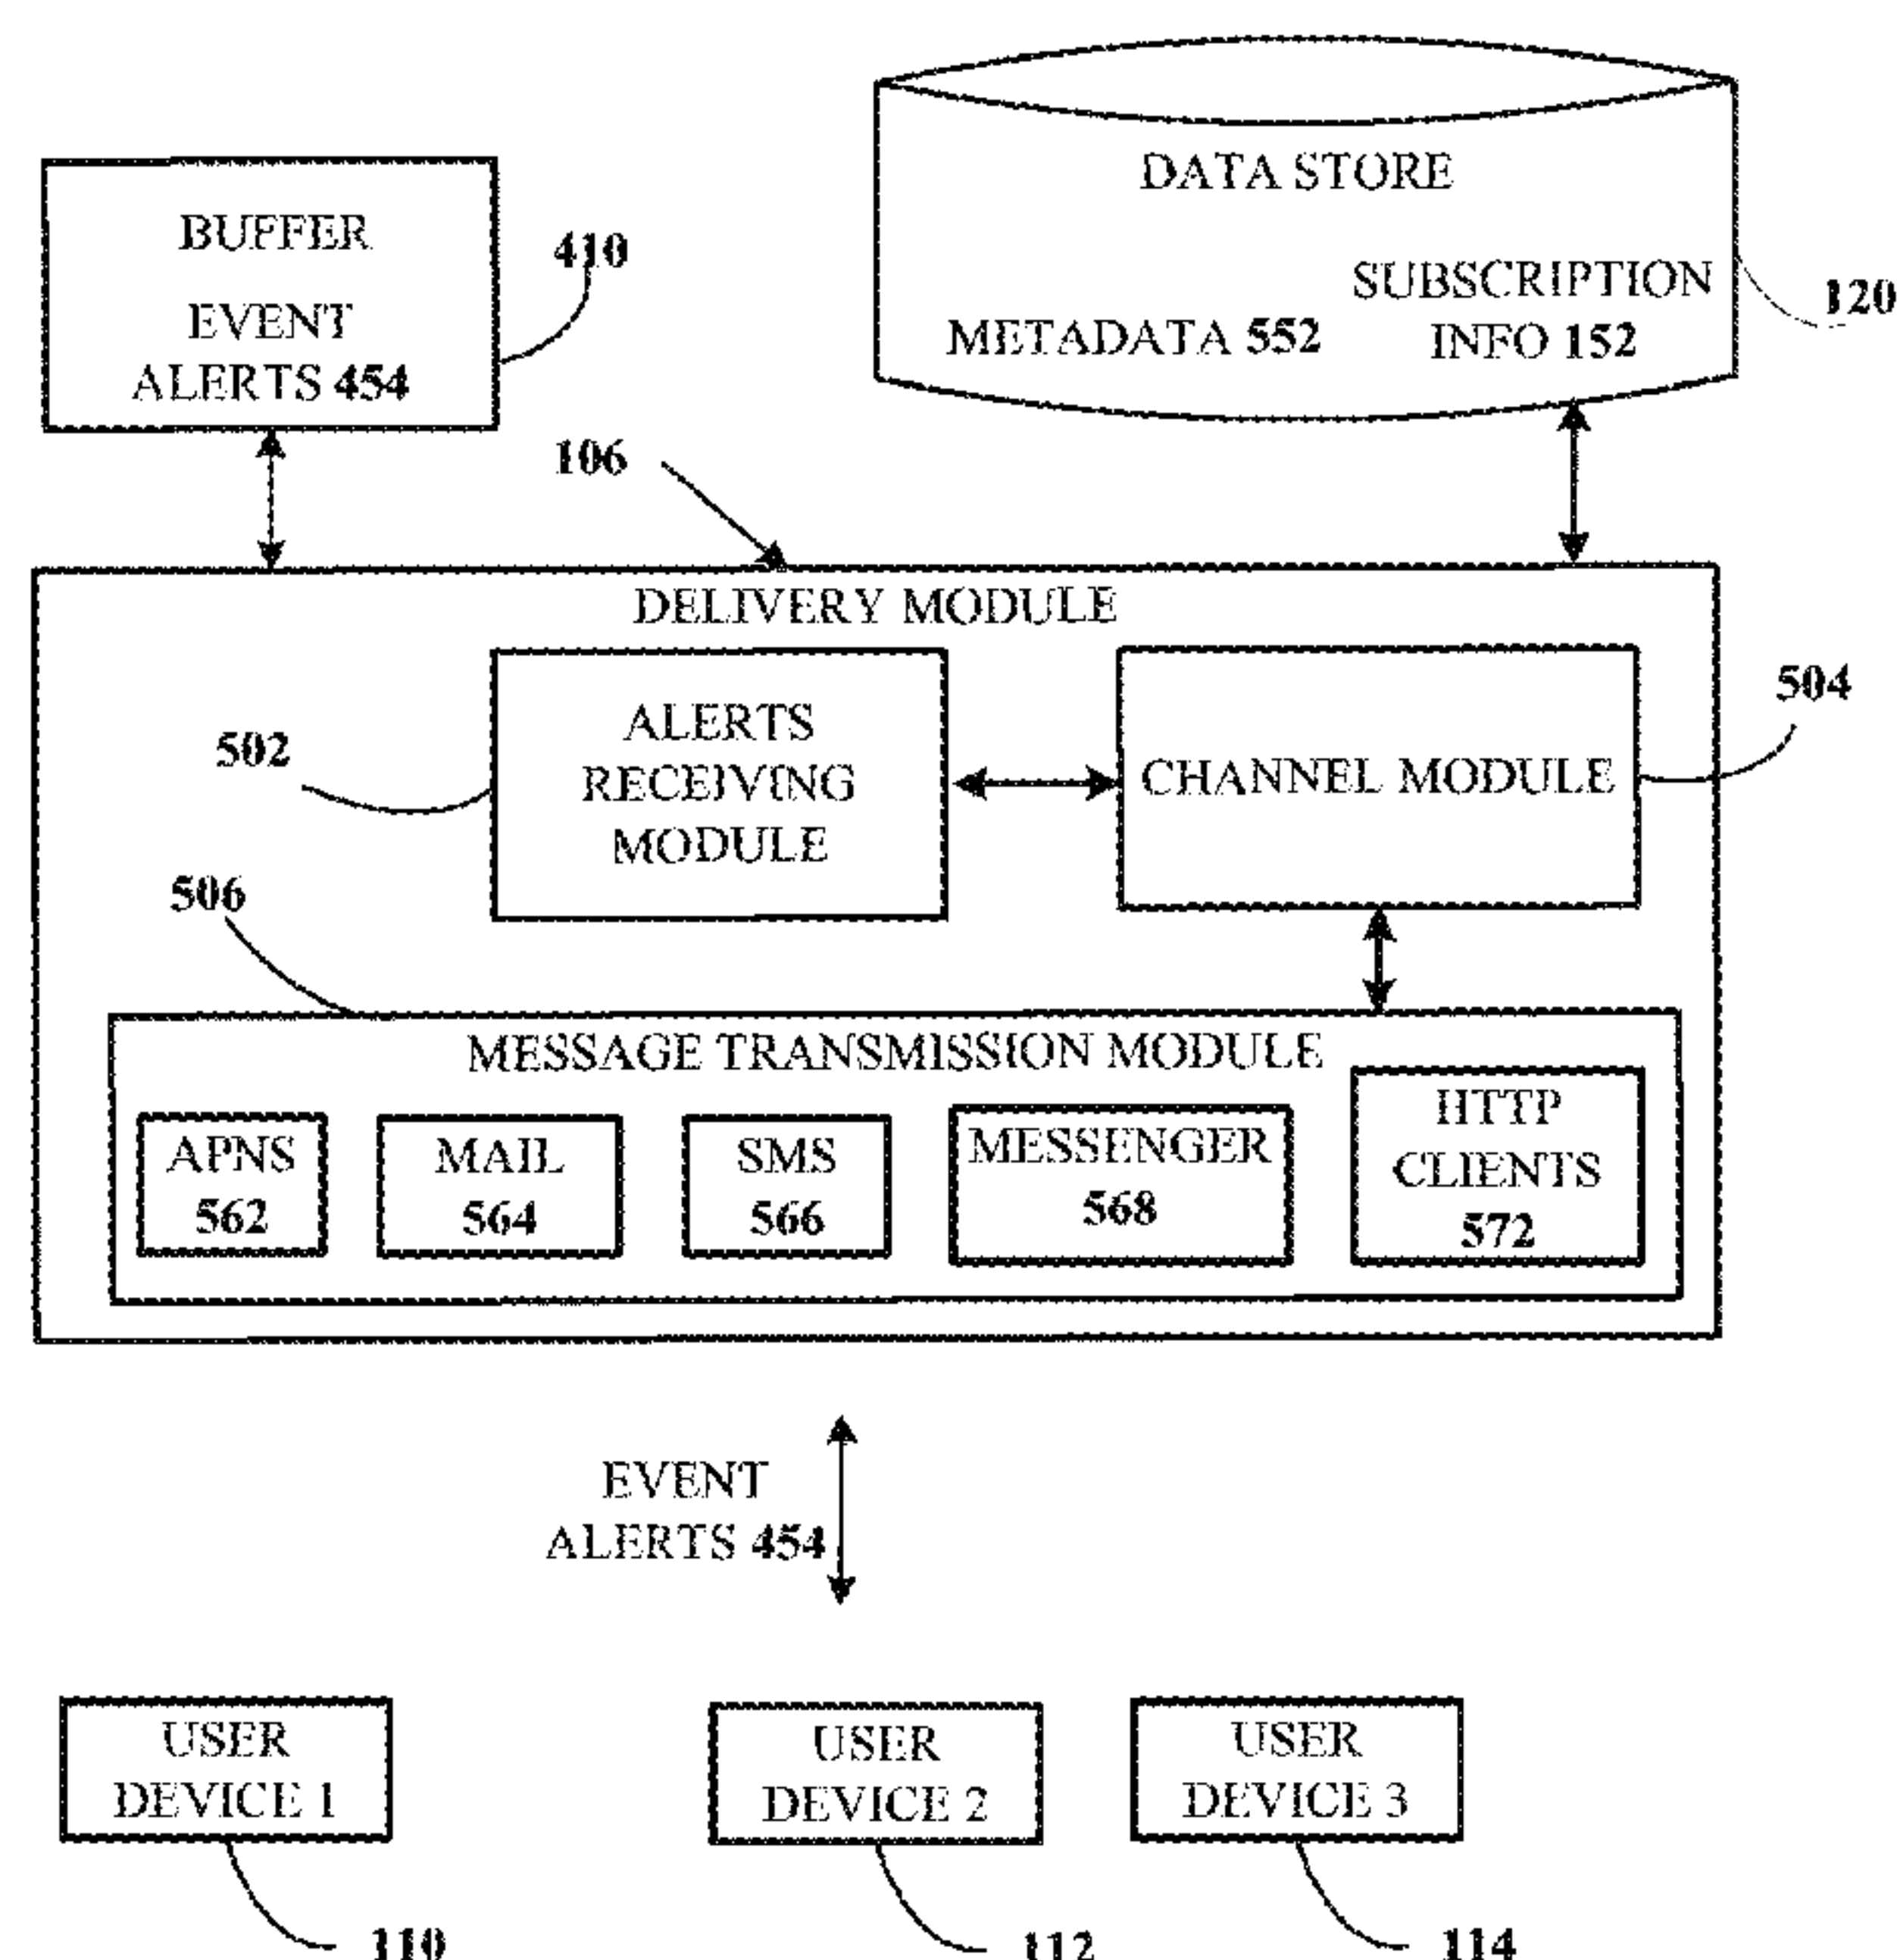 DATA STORE
BUFFER
EVENT
ALERTS 454
410
SUBSCRIPTION
METADATA 552
INFO 152
120
106
DELIVERY MODULE
ALERTS
RECEIVING
MODULE
CHANNEL MODULE
504
502
506
MESSAGE TRANSMISSION MODULE
APNS
562
MAIL
564
SMS
566
MESSENGER
568
HTTP
CLIENTS
572
EVENT
ALERTS 454
USER
DEVICE 1
USER
DEVICE 2
USER
DEVICE 3
110
112
114